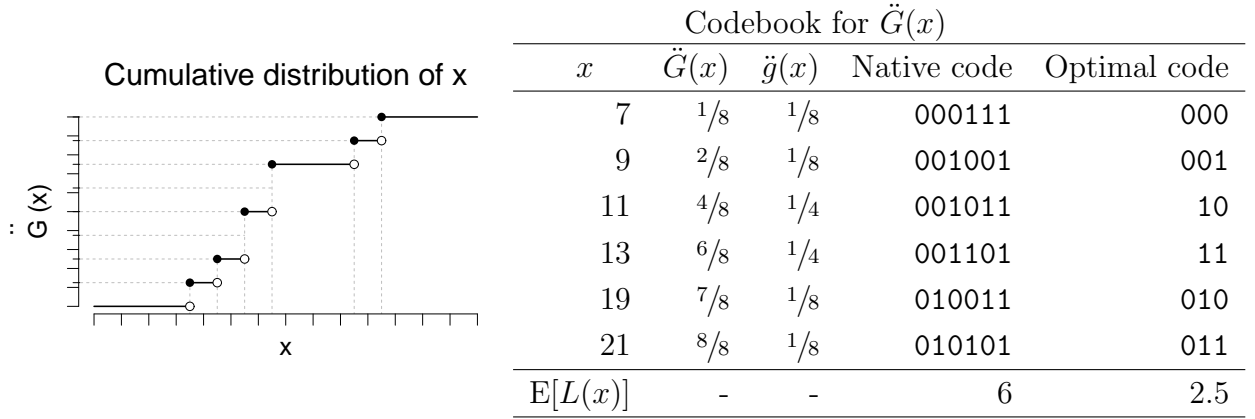 Cumulative distribution of x
G̈ (x)
x
Codebook for G̈(x)
x G̈(x) g̈(x) Native code Optimal code
7 1/8 1/8 000111 000
9 2/8 1/8 001001 001
11 4/8 1/4 001011 10
13 6/8 1/4 001101 11
19 7/8 1/8 010011 010
21 8/8 1/8 010101 011
E[L(x)] - - 6 2.5